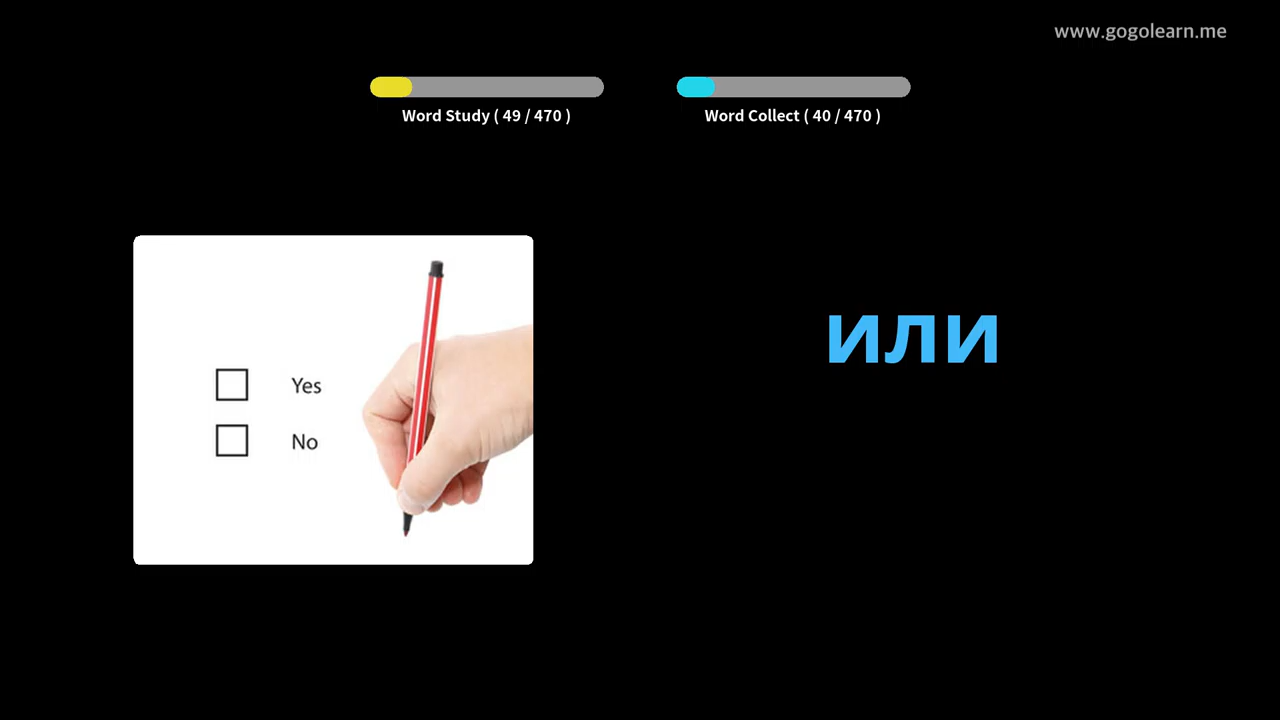 www.gogolearn.me
Word Study ( 49 / 470 )
Word Collect ( 40 / 470 )
Yes
No
или